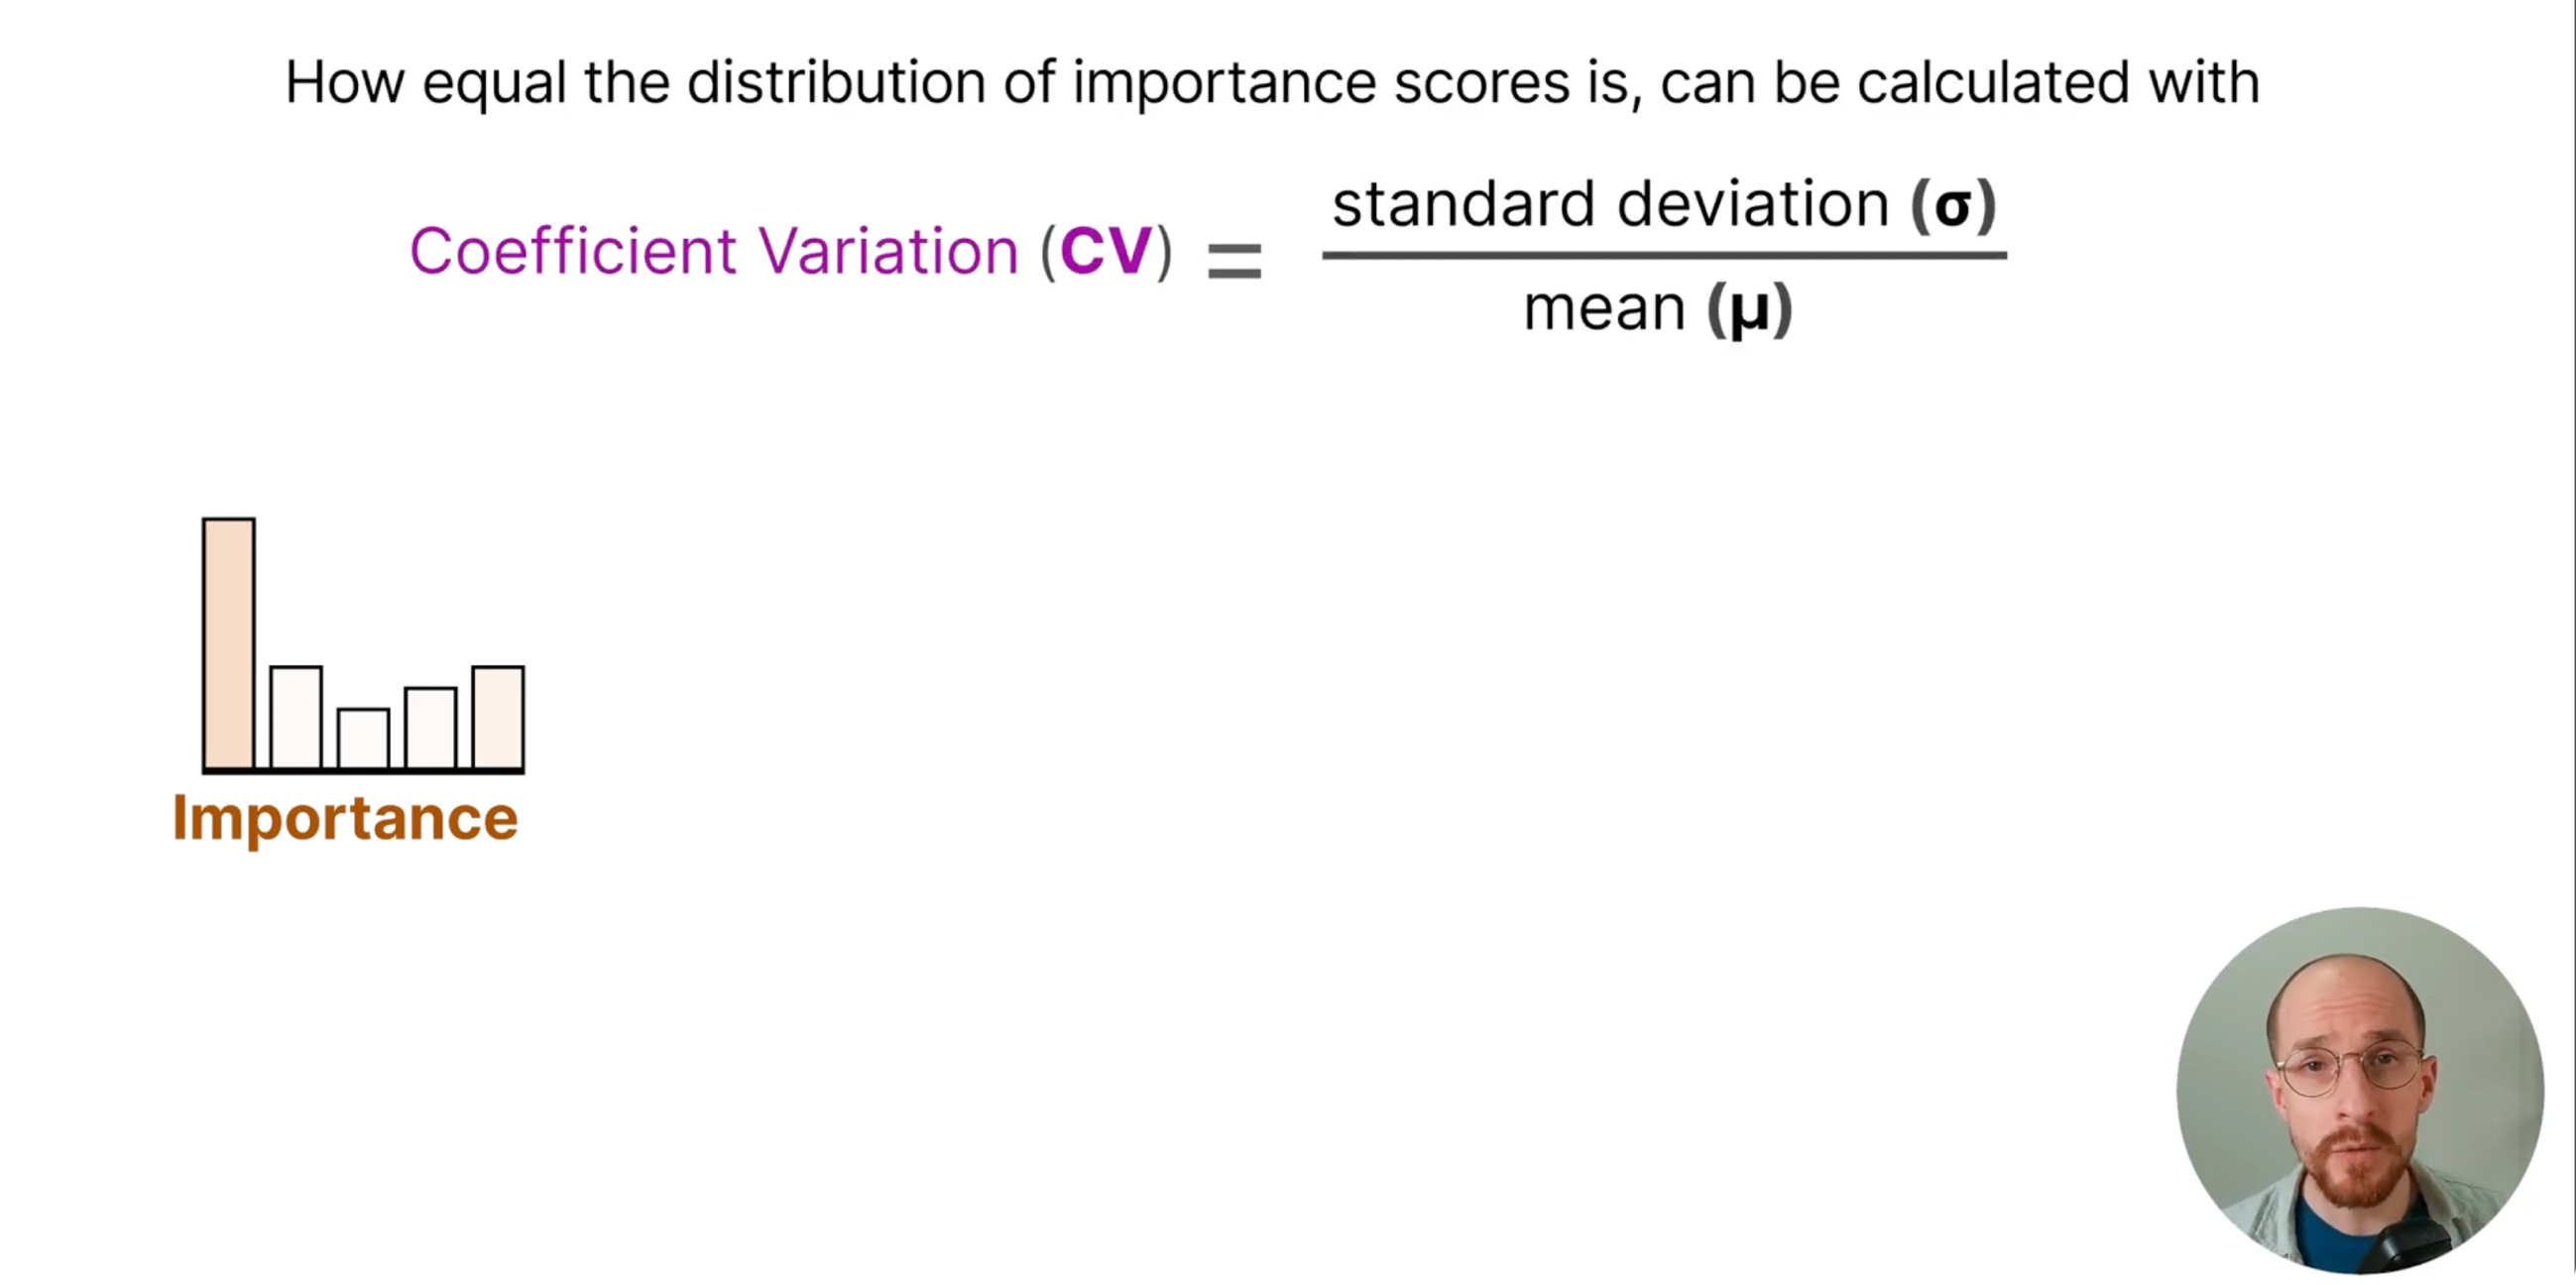 How equal the distribution of importance scores is, can be calculated with
Coefficient Variation (CV) = standard deviation (σ)
mean (μ)
Importance